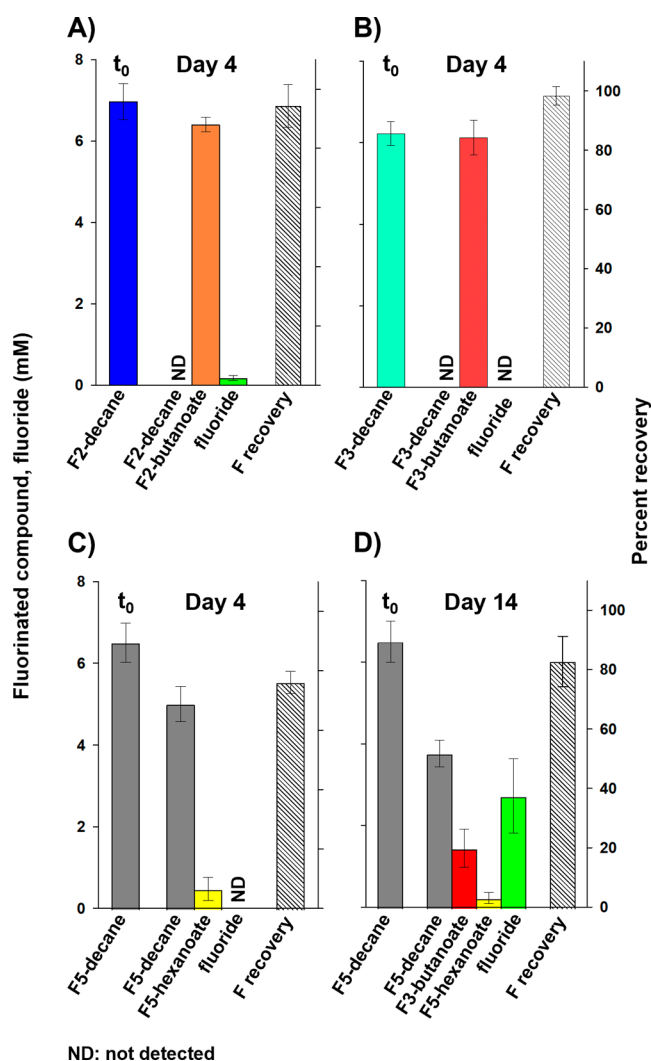 A)
t0
Day 4
8
6
4
2
0
F2-decane
F2-decane
ND
F2-butanoate
fluoride
F recovery
B)
t0
Day 4
100
80
60
40
20
0
F3-decane
F3-decane
ND
F3-butanoate
fluoride
ND
F recovery
Fluorinated compound, fluoride (mM)
Percent recovery
C)
t0
Day 4
8
6
4
2
0
F5-decane
F5-decane
F5-hexanoate
fluoride
ND
F recovery
D)
t0
Day 14
100
80
60
40
20
0
F5-decane
F5-decane
F3-butanoate
F5-hexanoate
fluoride
F recovery
ND: not detected